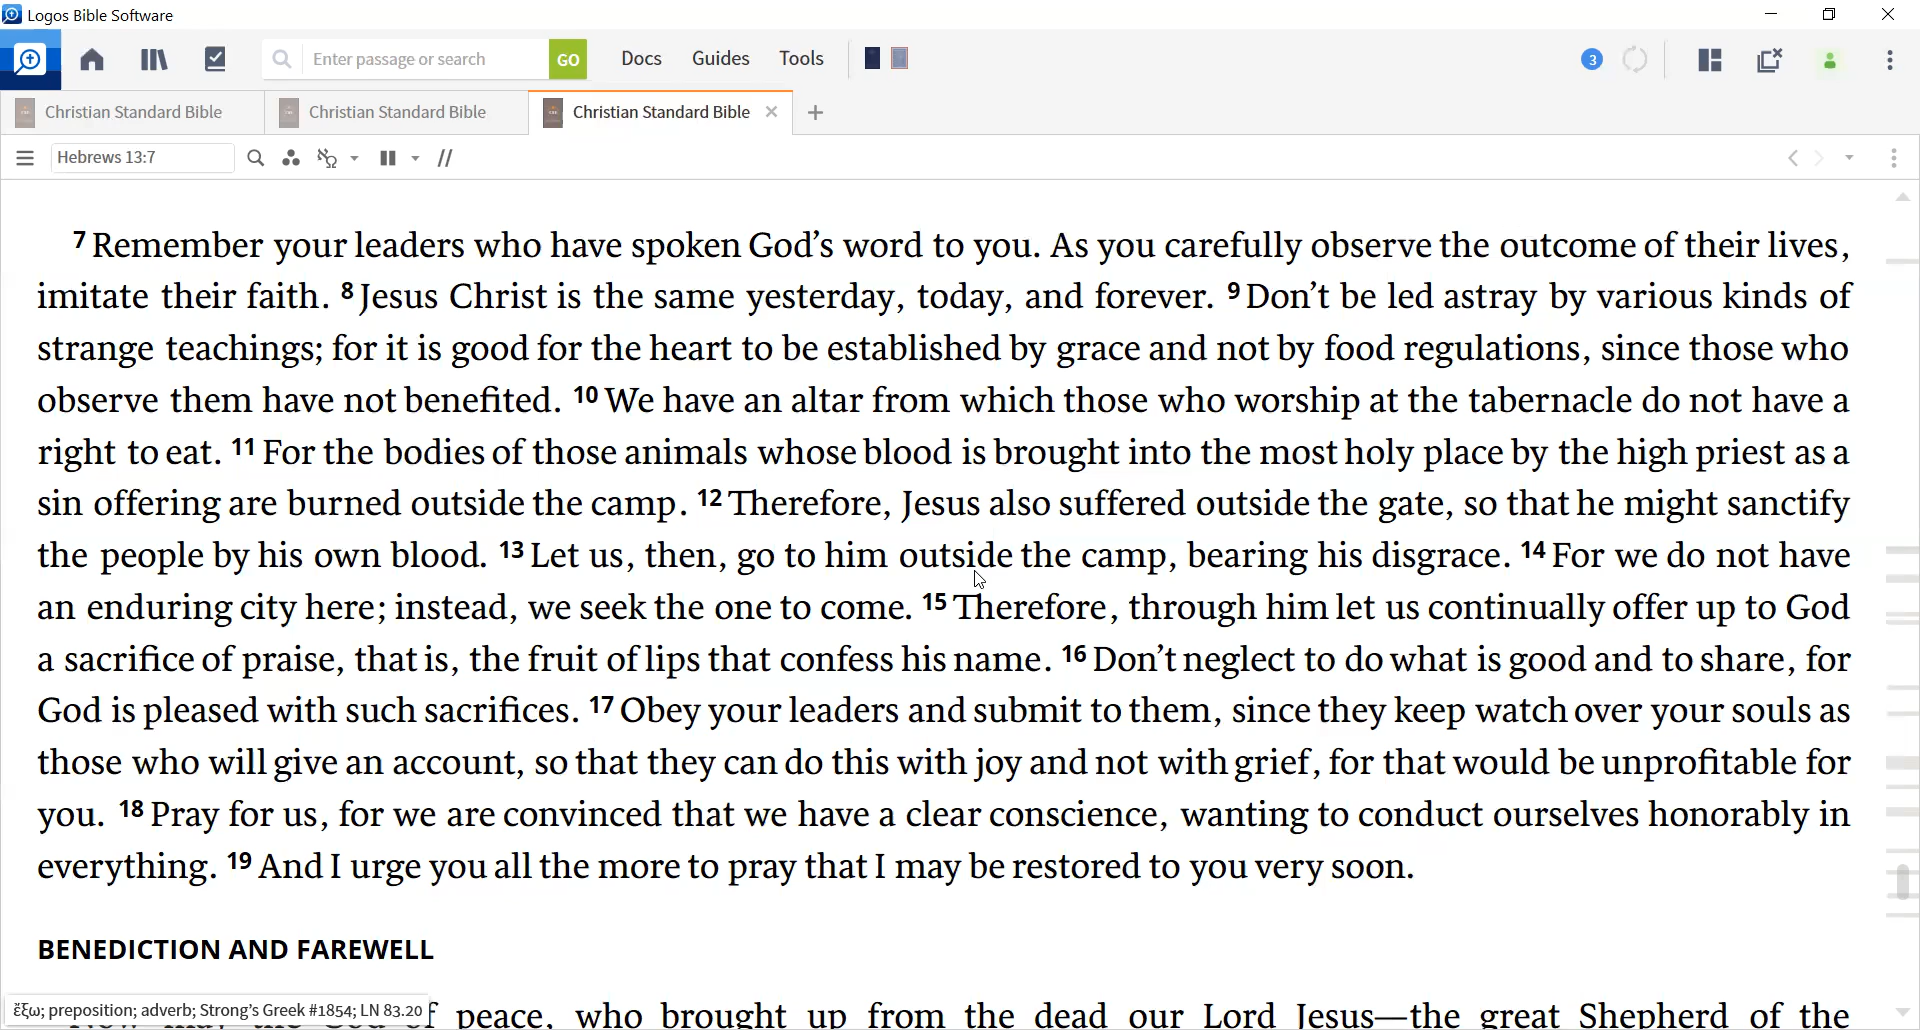 Logos Bible Software
Enter passage or search
GO
Docs
Guides
Tools
3
Christian Standard Bible
Christian Standard Bible
Christian Standard Bible
Hebrews 13:7
7 Remember your leaders who have spoken God’s word to you. As you carefully observe the outcome of their lives,
imitate their faith. 8 Jesus Christ is the same yesterday, today, and forever. 9 Don’t be led astray by various kinds of
strange teachings; for it is good for the heart to be established by grace and not by food regulations, since those who
observe them have not benefited. 10 We have an altar from which those who worship at the tabernacle do not have a
right to eat. 11 For the bodies of those animals whose blood is brought into the most holy place by the high priest as a
sin offering are burned outside the camp. 12 Therefore, Jesus also suffered outside the gate, so that he might sanctify
the people by his own blood. 13 Let us, then, go to him outside the camp, bearing his disgrace. 14 For we do not have
an enduring city here; instead, we seek the one to come. 15 Therefore, through him let us continually offer up to God
a sacrifice of praise, that is, the fruit of lips that confess his name. 16 Don’t neglect to do what is good and to share, for
God is pleased with such sacrifices. 17 Obey your leaders and submit to them, since they keep watch over your souls as
those who will give an account, so that they can do this with joy and not with grief, for that would be unprofitable for
you. 18 Pray for us, for we are convinced that we have a clear conscience, wanting to conduct ourselves honorably in
everything. 19 And I urge you all the more to pray that I may be restored to you very soon.
BENEDICTION AND FAREWELL
peace, who brought up from the dead our Lord Jesus—the great Shepherd of the
ἔξω; preposition; adverb; Strong’s Greek #1854; LN 83.20